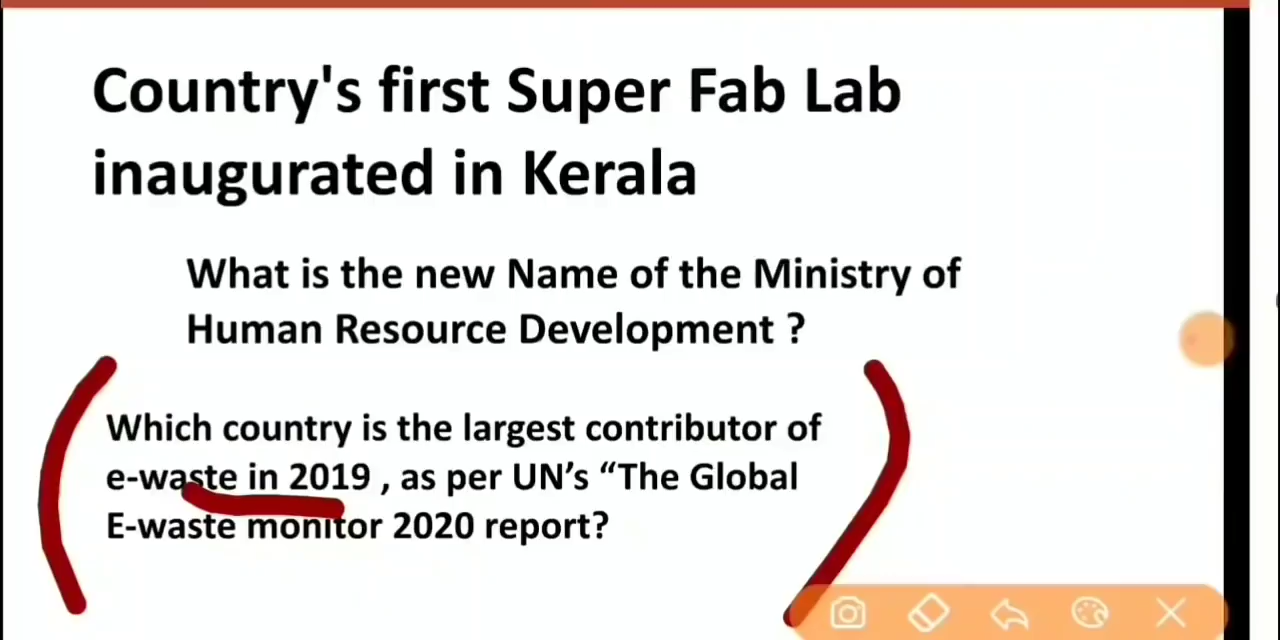 Country's first Super Fab Lab
inaugurated in Kerala
What is the new Name of the Ministry of
Human Resource Development ?
Which country is the largest contributor of
e-waste in 2019 , as per UN’s “The Global
E-waste monitor 2020 report?